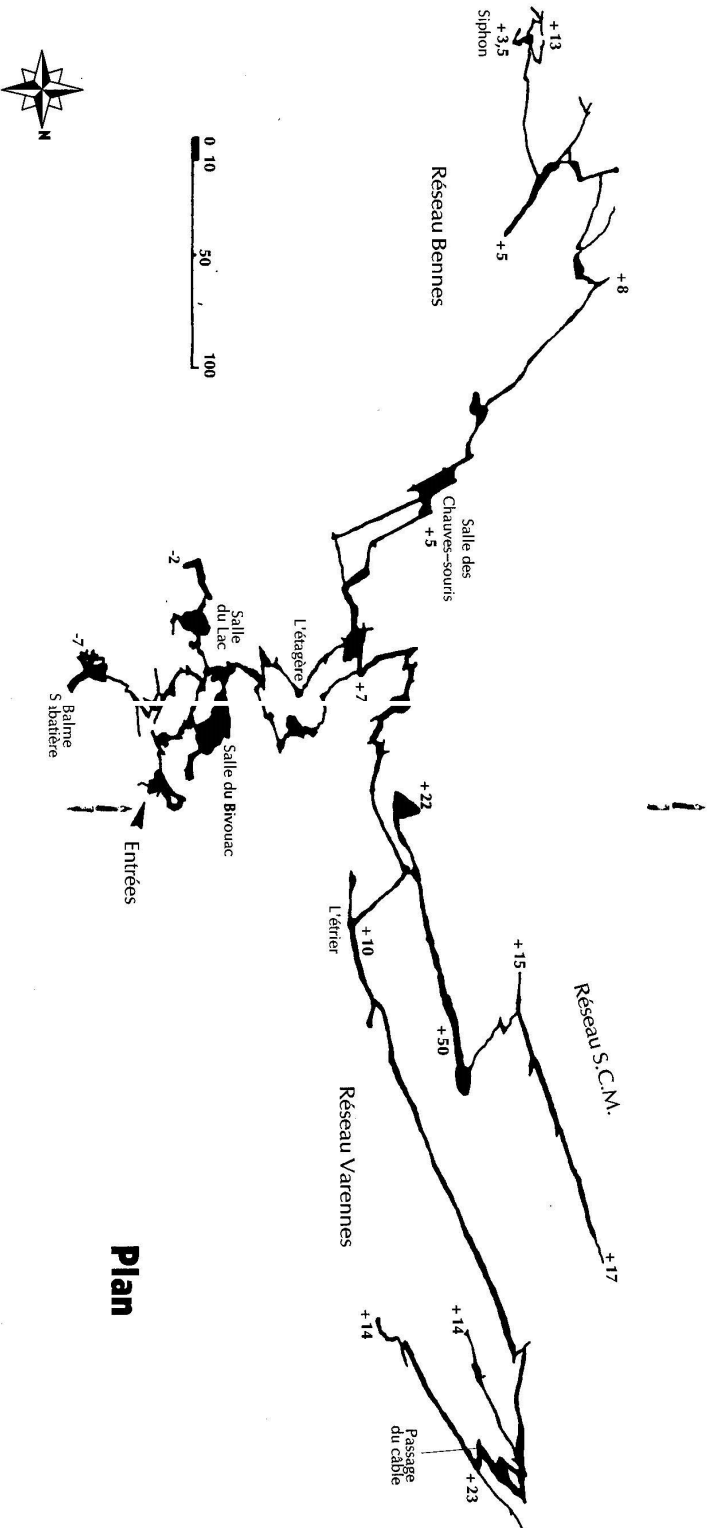 + 13
+ 3,5
Siphon
Réseau Bennes
+ 5
+ 8
N
0 10
50
100
Salle des
Chauves-souris
+ 5
-2
Salle
du Lac
L'étagère
+ 7
-7
Balme
S batière
Salle du Bivouac
Entrées
+ 22
+ 10
L'étrier
+ 50
+ 15
Réseau S.C.M.
+ 17
Réseau Varennes
Plan
+ 14
+ 14
Passage
du câble
+ 23